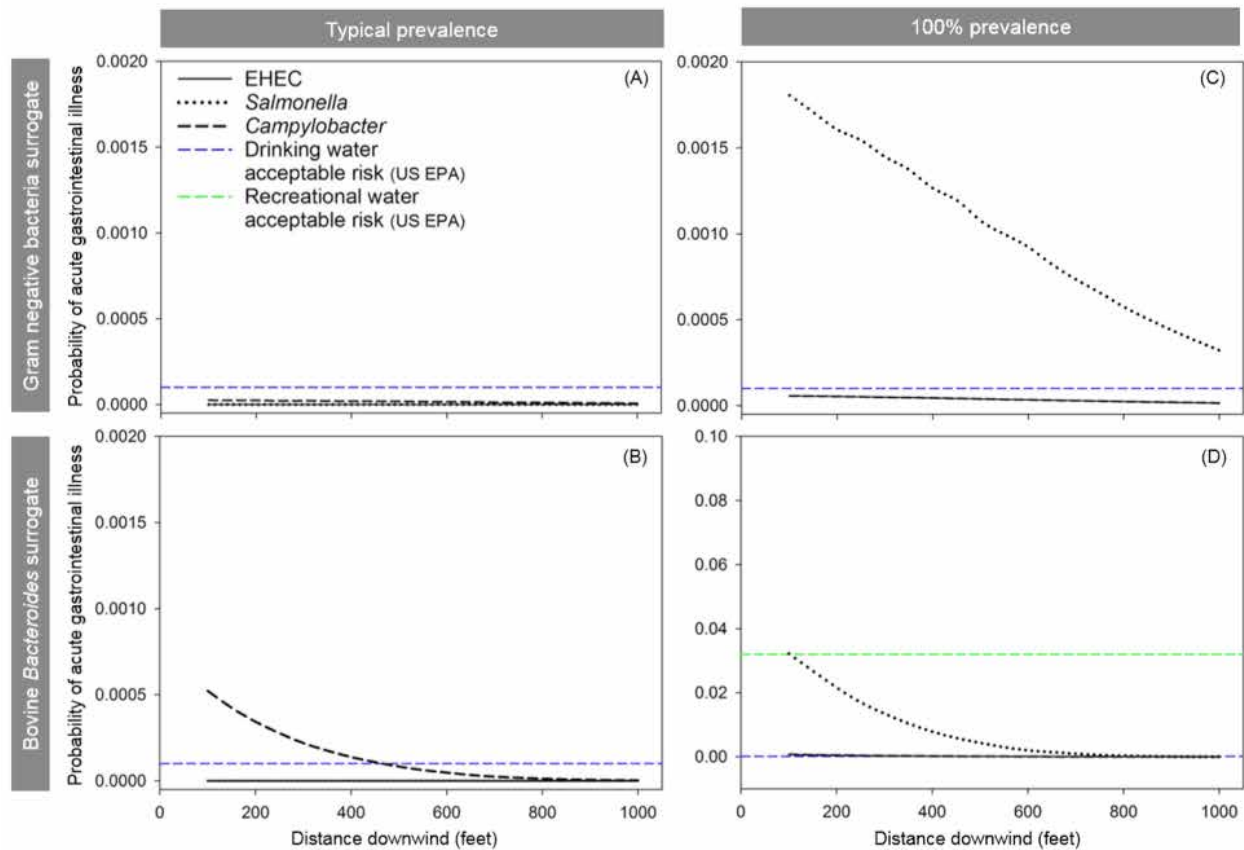 Typical prevalence
100% prevalence
Gram negative bacteria surrogate
Probability of acute gastrointestinal illness
0.0020
0.0015
0.0010
0.0005
0.0000
(A)
EHEC
Salmonella
Campylobacter
Drinking water
acceptable risk (US EPA)
Recreational water
acceptable risk (US EPA)
0.0020
0.0015
0.0010
0.0005
0.0000
(C)
Bovine Bacteroides surrogate
Probability of acute gastrointestinal illness
0.0020
0.0015
0.0010
0.0005
0.0000
(B)
0 200 400 600 800 1000
Distance downwind (feet)
0.10
0.08
0.06
0.04
0.02
0.00
(D)
0 200 400 600 800 1000
Distance downwind (feet)